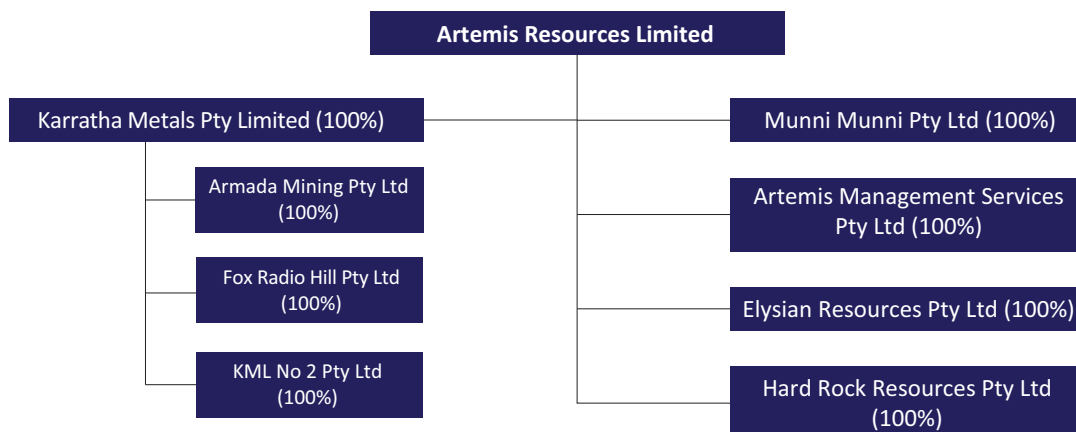 Artemis Resources Limited
Karratha Metals Pty Limited (100%)
Armada Mining Pty Ltd
(100%)
Fox Radio Hill Pty Ltd
(100%)
KML No 2 Pty Ltd
(100%)
Munni Munni Pty Ltd (100%)
Artemis Management Services
Pty Ltd (100%)
Elysian Resources Pty Ltd (100%)
Hard Rock Resources Pty Ltd
(100%)